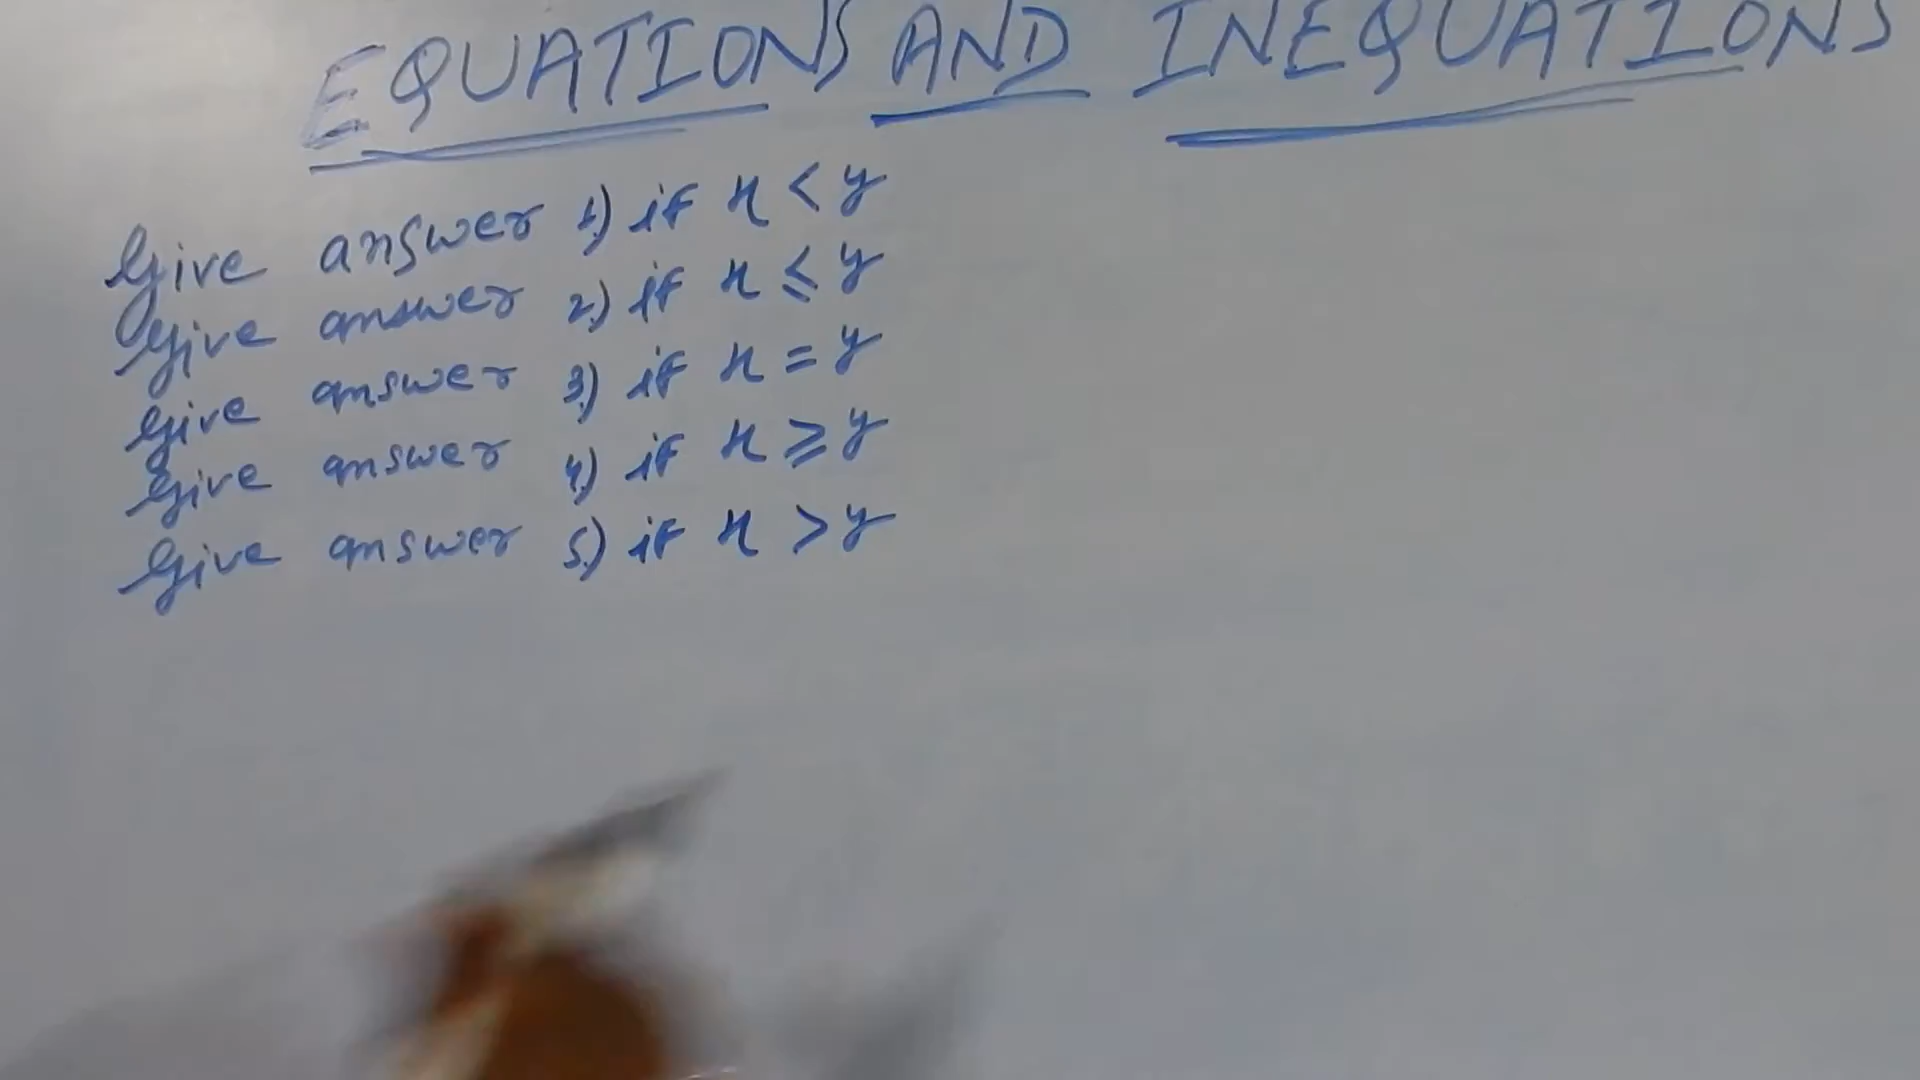 EQUATIONS AND INEQUATIONS
Give answer 1.) if x < y
Give answer 2.) if x ≤ y
Give answer 3.) if x = y
Give answer 4.) if x ≥ y
Give answer 5.) if x > y